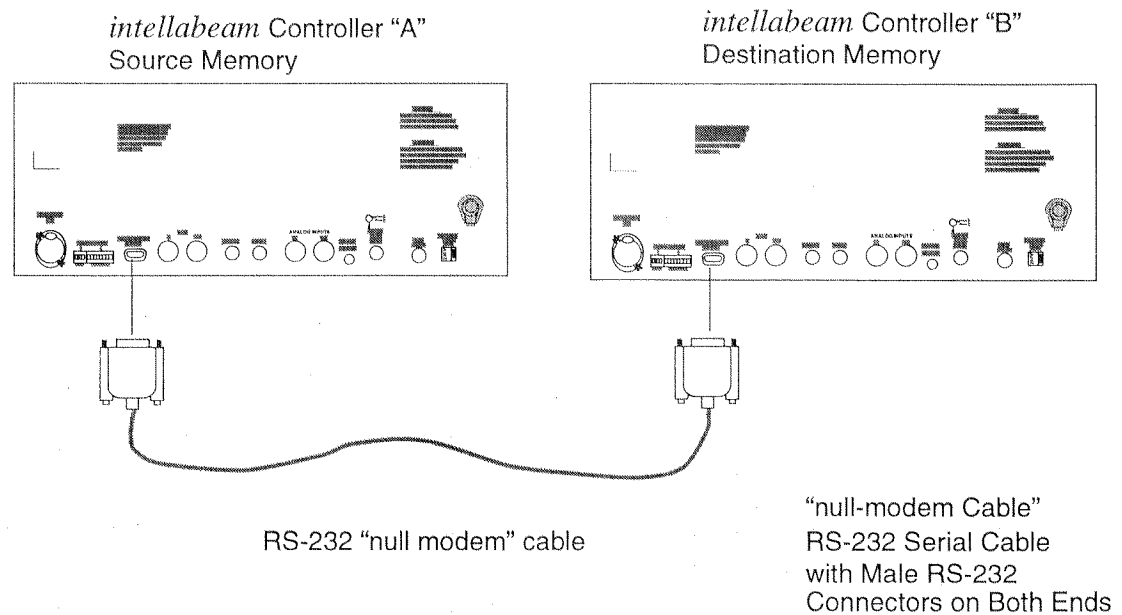 intellabeam Controller “A”
Source Memory
intellabeam Controller “B”
Destination Memory
ANALOG INPUTS
ANALOG INPUTS
RS-232 “null modem” cable
“null-modem Cable”
RS-232 Serial Cable
with Male RS-232
Connectors on Both Ends